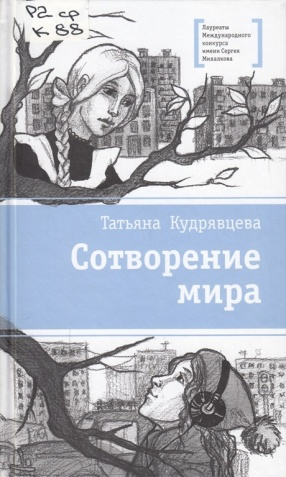 Р2 ср
К 88
Лауреаты
Международного
конкурса
имени Сергея
Михалкова
Татьяна Кудрявцева
Сотворение
мира